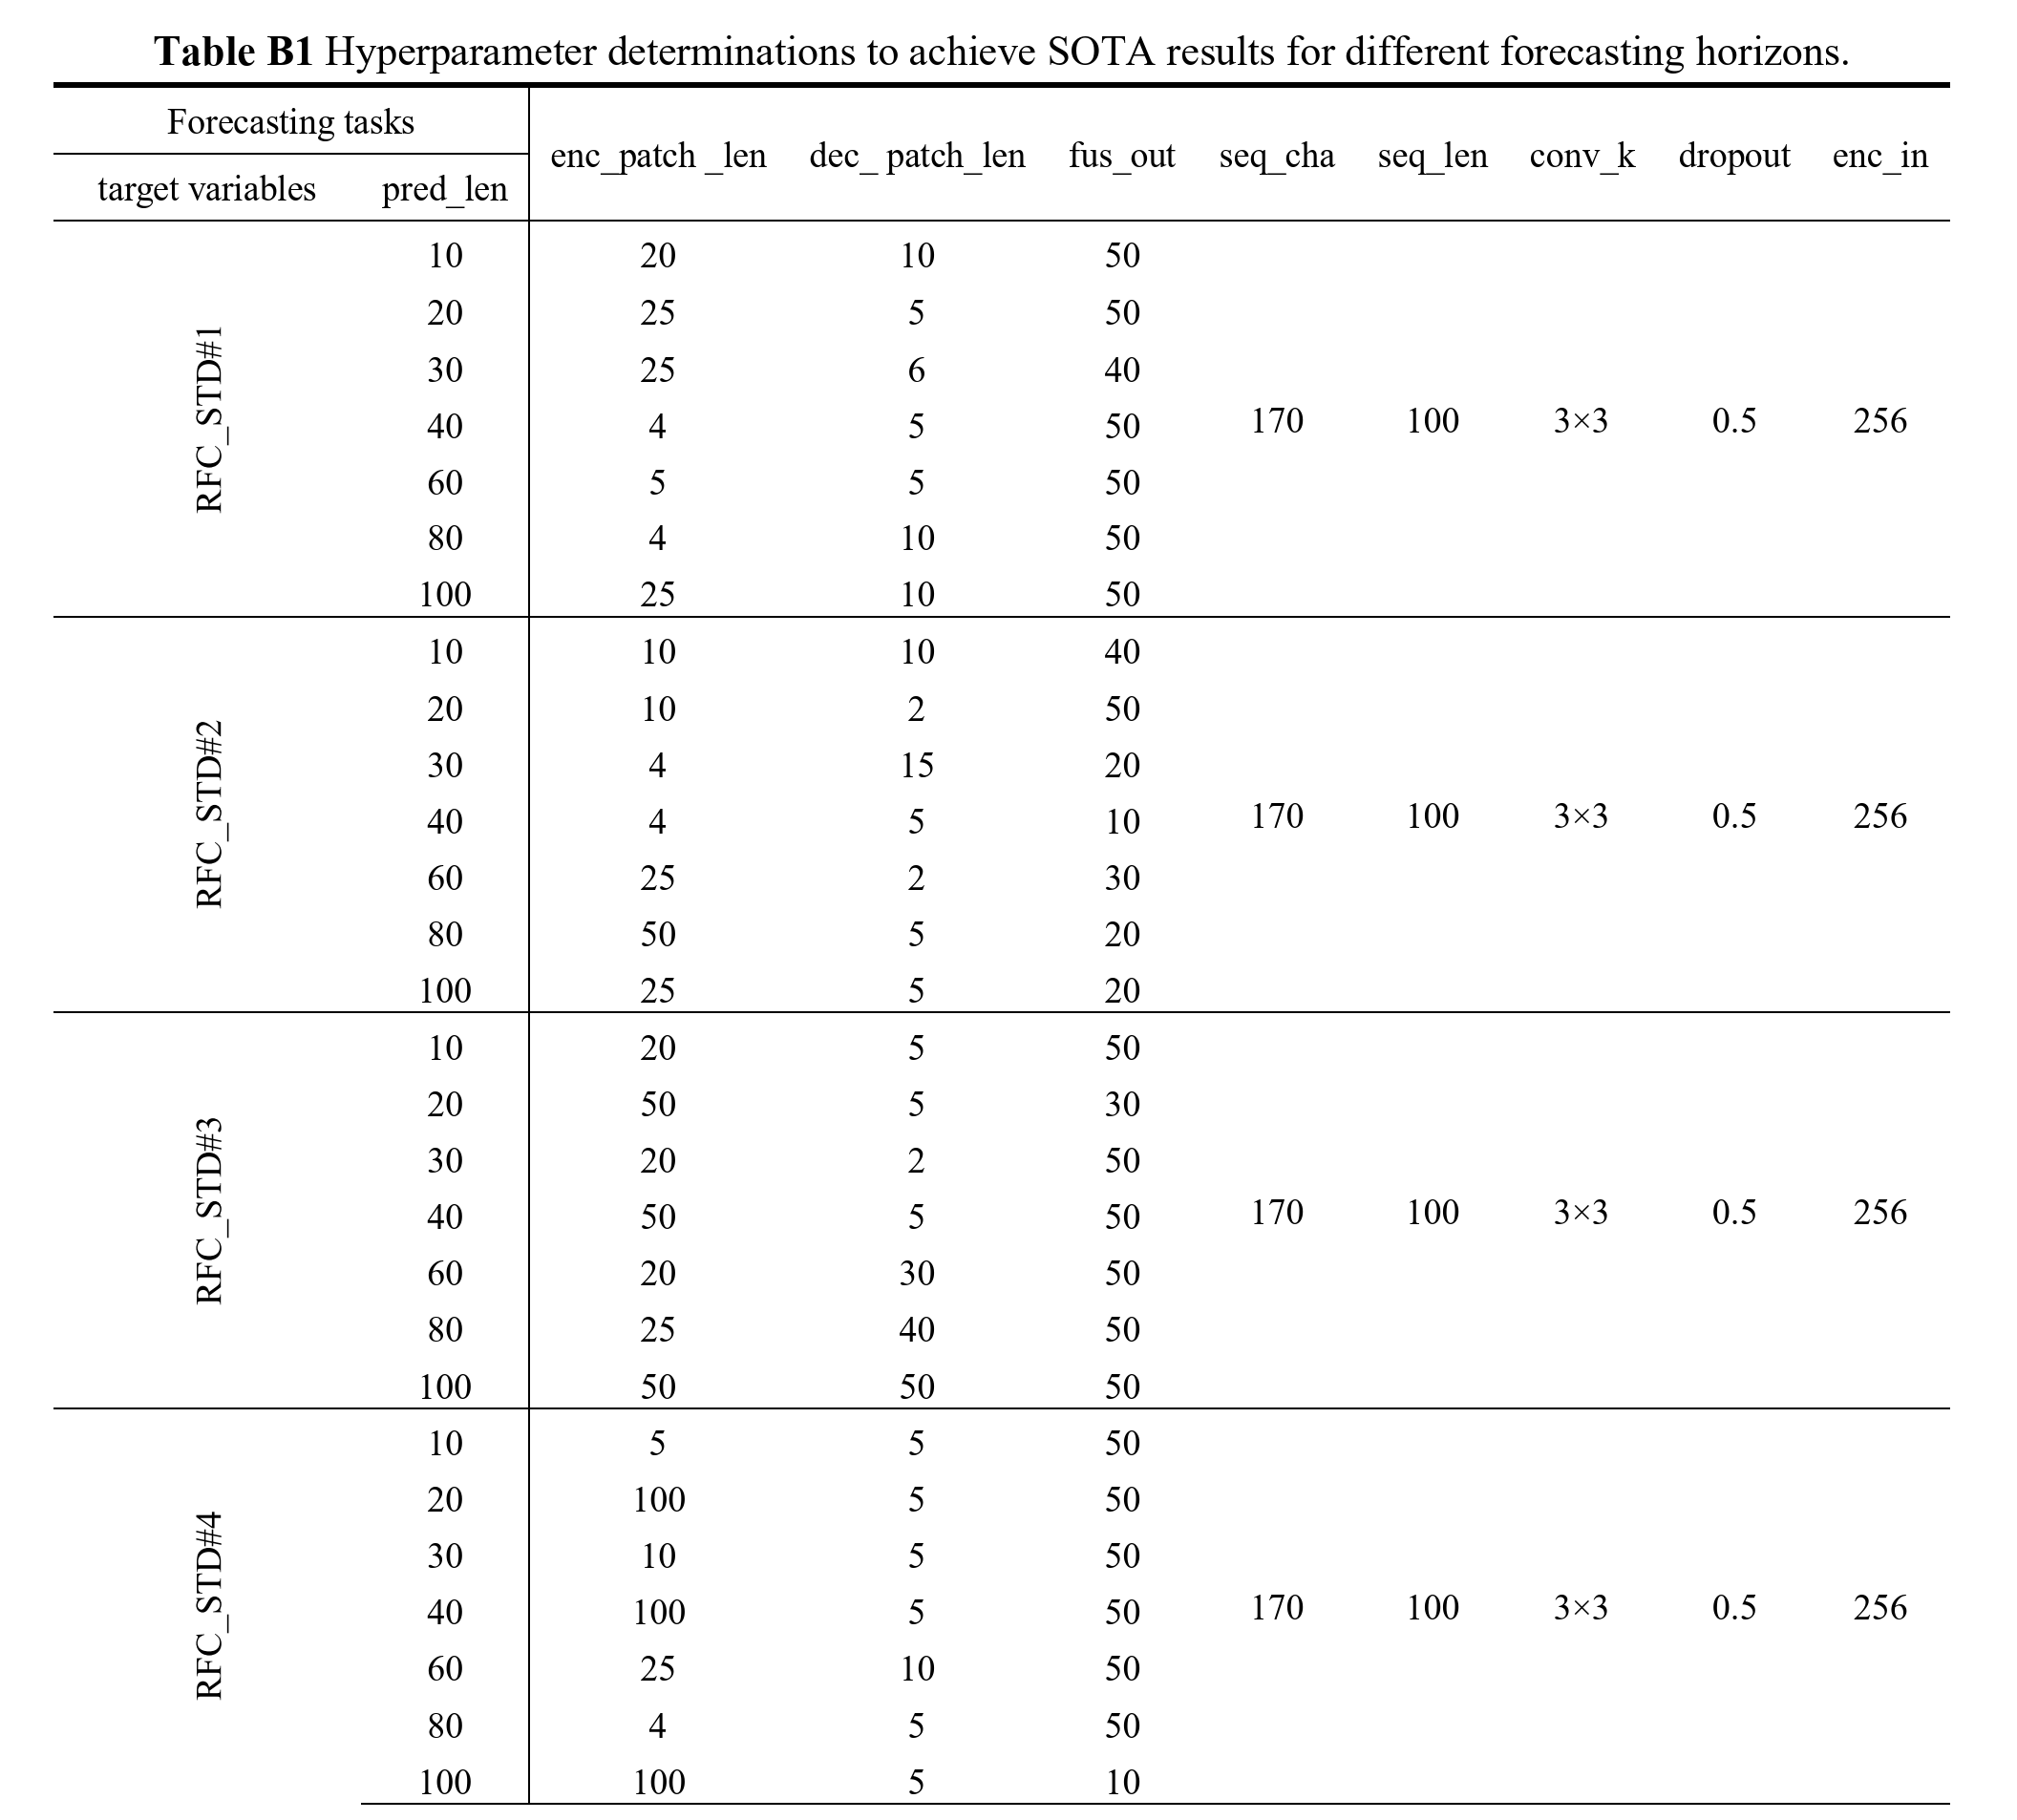 Table B1 Hyperparameter determinations to achieve SOTA results for different forecasting horizons.
Forecasting tasks
enc_patch _len dec_ patch_len fus_out seq_cha seq_len conv_k dropout enc_in
target variables pred_len
RFC_STD#1
10 20 10 50
20 25 5 50
30 25 6 40
40 4 5 50
170 100 3×3 0.5 256
60 5 5 50
80 4 10 50
100 25 10 50
RFC_STD#2
10 10 10 40
20 10 2 50
30 4 15 20
40 4 5 10
170 100 3×3 0.5 256
60 25 2 30
80 50 5 20
100 25 5 20
RFC_STD#3
10 20 5 50
20 50 5 30
30 20 2 50
40 50 5 50
170 100 3×3 0.5 256
60 20 30 50
80 25 40 50
100 50 50 50
RFC_STD#4
10 5 5 50
20 100 5 50
30 10 5 50
40 100 5 50
170 100 3×3 0.5 256
60 25 10 50
80 4 5 50
100 100 5 10